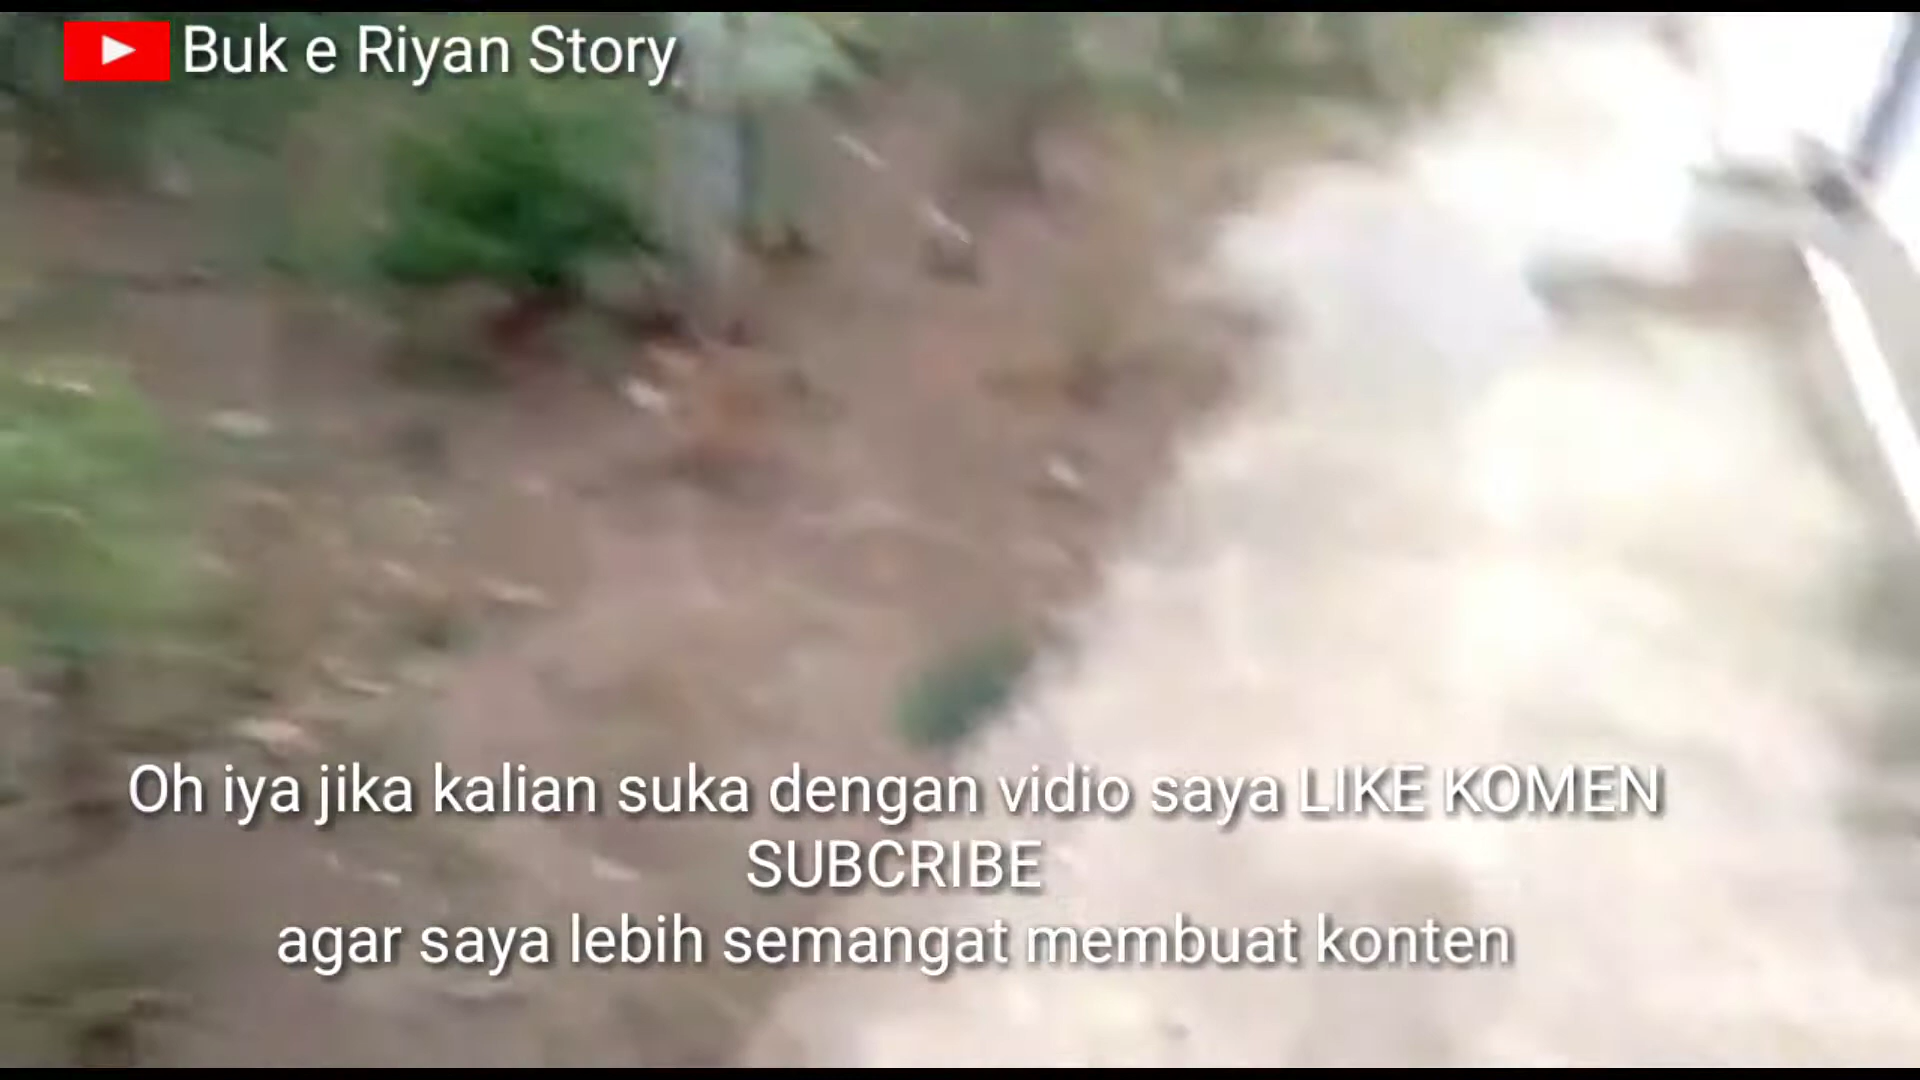 Buk e Riyan Story
Oh iya jika kalian suka dengan vidio saya LIKE KOMEN
SUBCRIBE
agar saya lebih semangat membuat konten